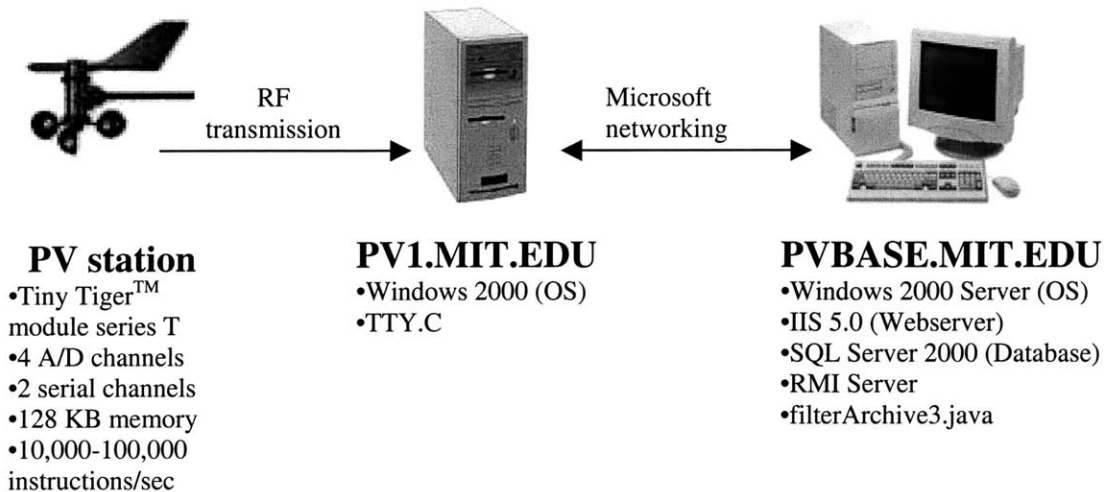 RF
transmission
Microsoft
networking
PV station
•Tiny Tiger™
module series T
•4 A/D channels
•2 serial channels
•128 KB memory
•10,000-100,000
instructions/sec
PV1.MIT.EDU
•Windows 2000 (OS)
•TTY.C
PVBASE.MIT.EDU
•Windows 2000 Server (OS)
•IIS 5.0 (Webserver)
•SQL Server 2000 (Database)
•RMI Server
•filterArchive3.java